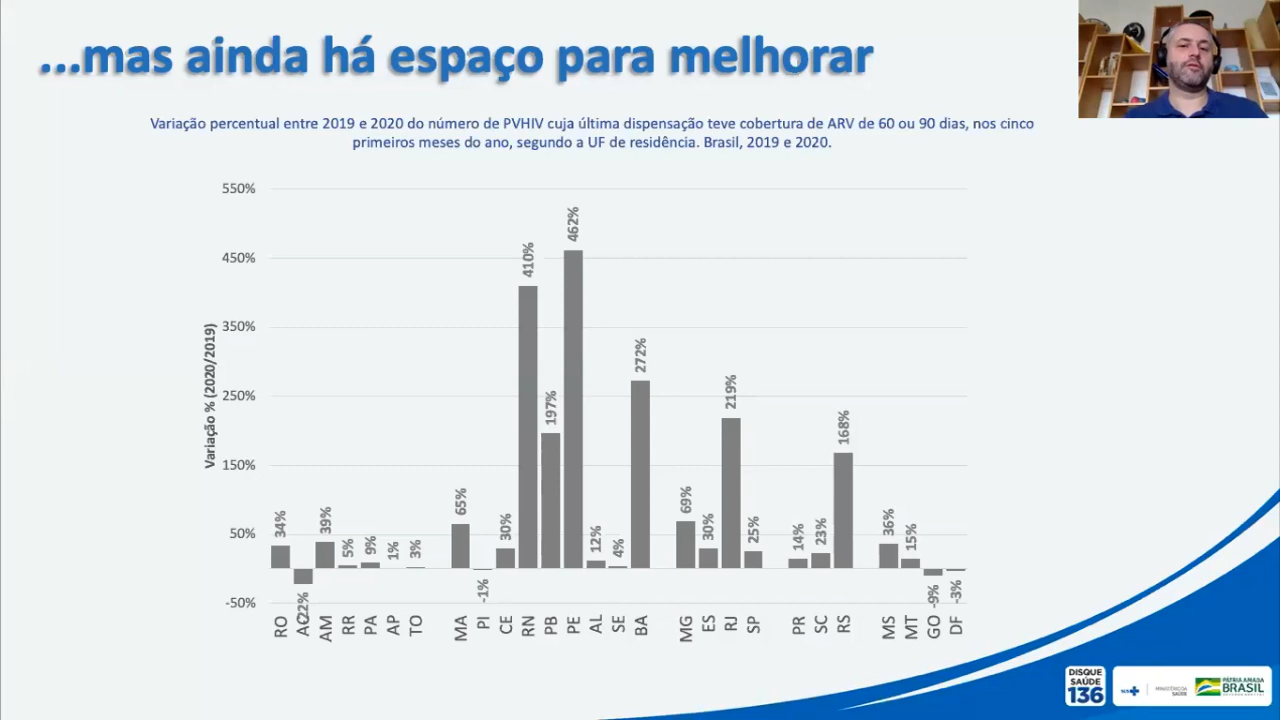 ...mas ainda há espaço para melhorar
Variação percentual entre 2019 e 2020 do número de PVHIV cuja última dispensação teve cobertura de ARV de 60 ou 90 dias, nos cinco
primeiros meses do ano, segundo a UF de residência. Brasil, 2019 e 2020.
Variação % (2020/2019)
550%
450%
350%
250%
150%
50%
-50%
34%
-22%
39%
5%
9%
1%
3%
65%
-1%
30%
410%
197%
462%
12%
4%
272%
69%
30%
219%
25%
14%
23%
168%
36%
15%
-9%
-3%
RO
AC
AM
RR
PA
AP
TO
MA
PI
CE
RN
PB
PE
AL
SE
BA
MG
ES
RJ
SP
PR
SC
RS
MS
MT
GO
DF
DISQUE
SAÚDE
136
SUS
MINISTÉRIO DA
SAÚDE
PÁTRIA AMADA
BRASIL